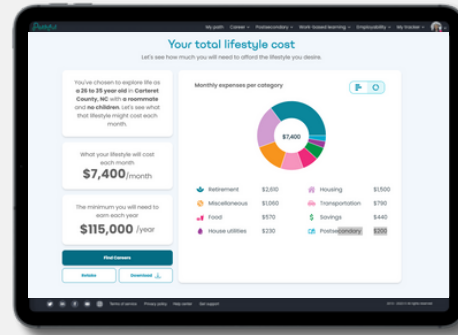 Pathful
My path Career Postsecondary Work-based learning Employability My tracker
Your total lifestyle cost
Let's see how much you will need to afford the lifestyle you desire.
You've chosen to explore life as
a 25 to 35 year old in Carteret
County, NC with a roommate
and no children. Let's see what
that lifestyle might cost each
month.
What your lifestyle will cost
each month
$7,400/month
The minimum you will need to
earn each year
$115,000 /year
Find Careers
Retake Download
Monthly expenses per category
$7,400
Retirement $2,610 Housing $1,500
Miscellaneous $1,060 Transportation $790
Food $570 Savings $440
House utilities $230 Postsecondary $200
Terms of service Privacy policy Help center Get support